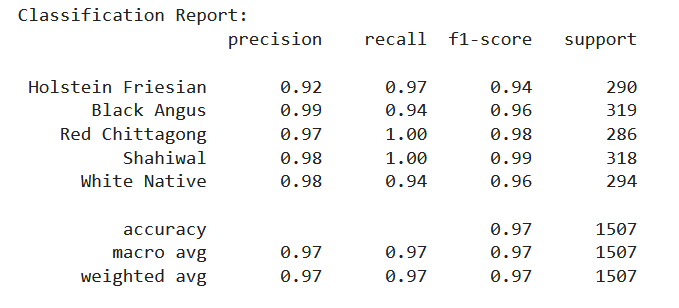 Classification Report:
precision recall f1-score support
Holstein Friesian 0.92 0.97 0.94 290
Black Angus 0.99 0.94 0.96 319
Red Chittagong 0.97 1.00 0.98 286
Shahiwal 0.98 1.00 0.99 318
White Native 0.98 0.94 0.96 294
accuracy 0.97 1507
macro avg 0.97 0.97 0.97 1507
weighted avg 0.97 0.97 0.97 1507